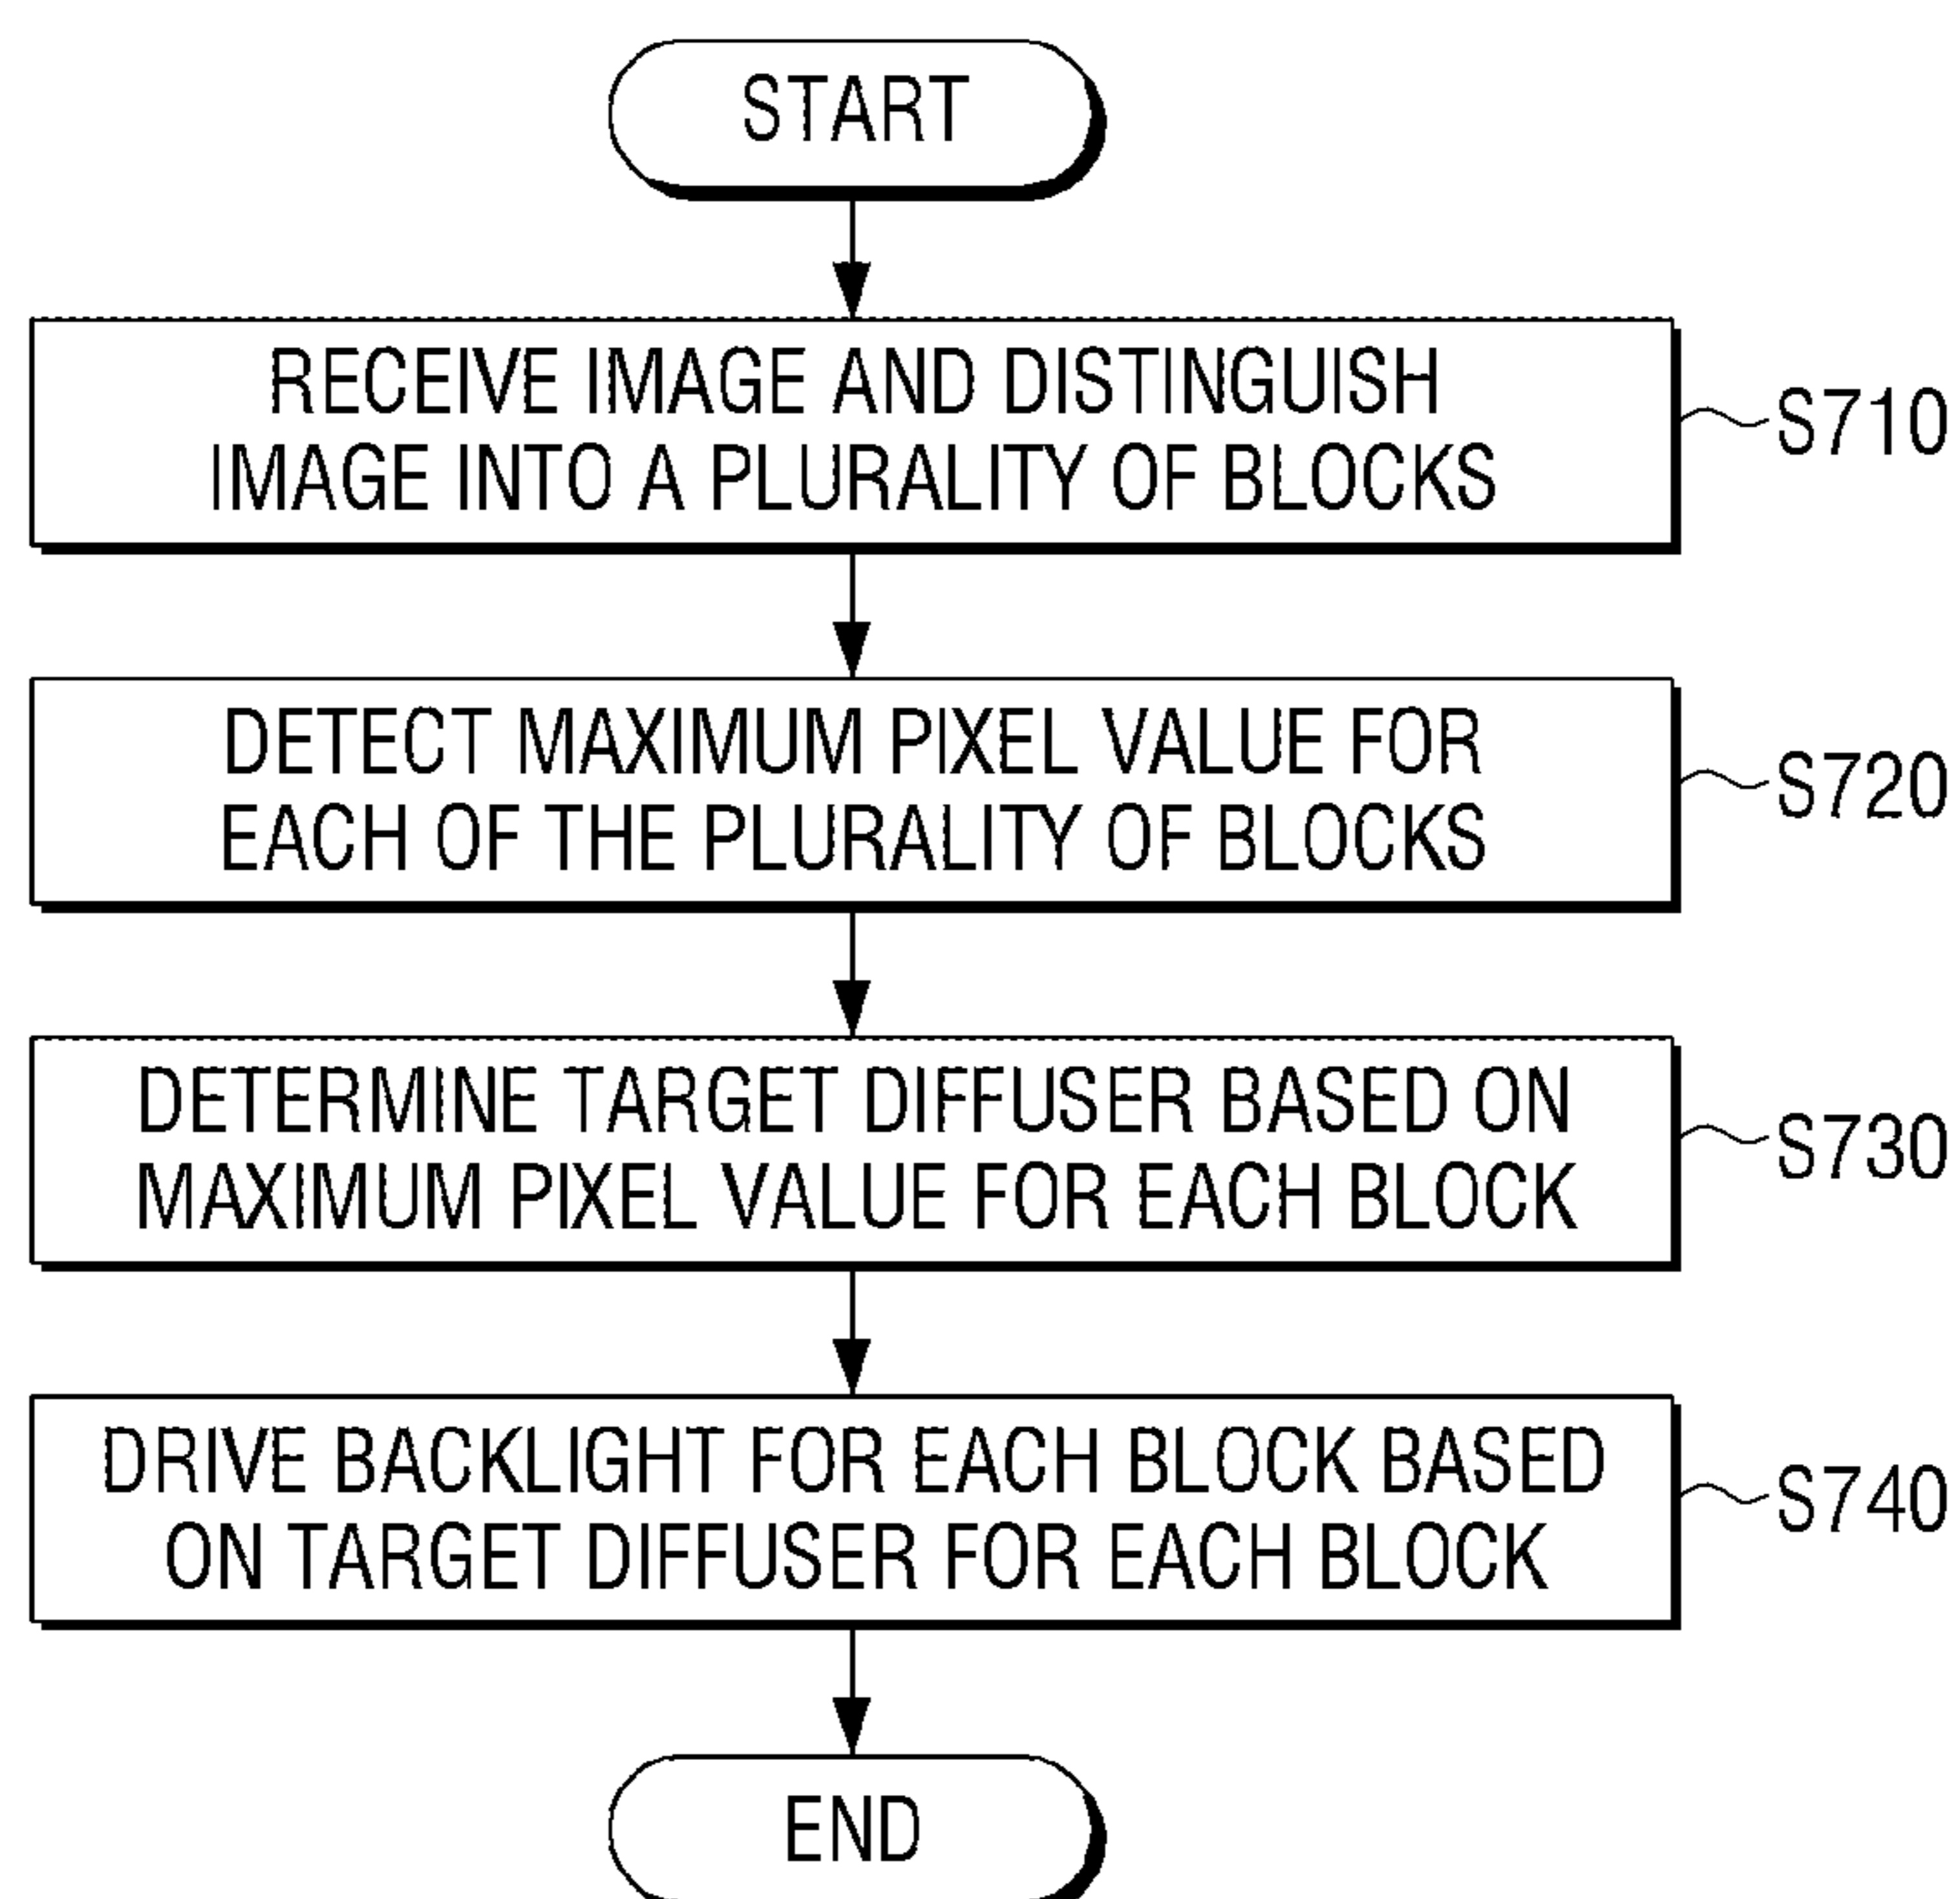 START
RECEIVE IMAGE AND DISTINGUISH
IMAGE INTO A PLURALITY OF BLOCKS
S710
DETECT MAXIMUM PIXEL VALUE FOR
EACH OF THE PLURALITY OF BLOCKS
S720
DETERMINE TARGET DIFFUSER BASED ON
MAXIMUM PIXEL VALUE FOR EACH BLOCK
S730
DRIVE BACKLIGHT FOR EACH BLOCK BASED
ON TARGET DIFFUSER FOR EACH BLOCK
S740
END